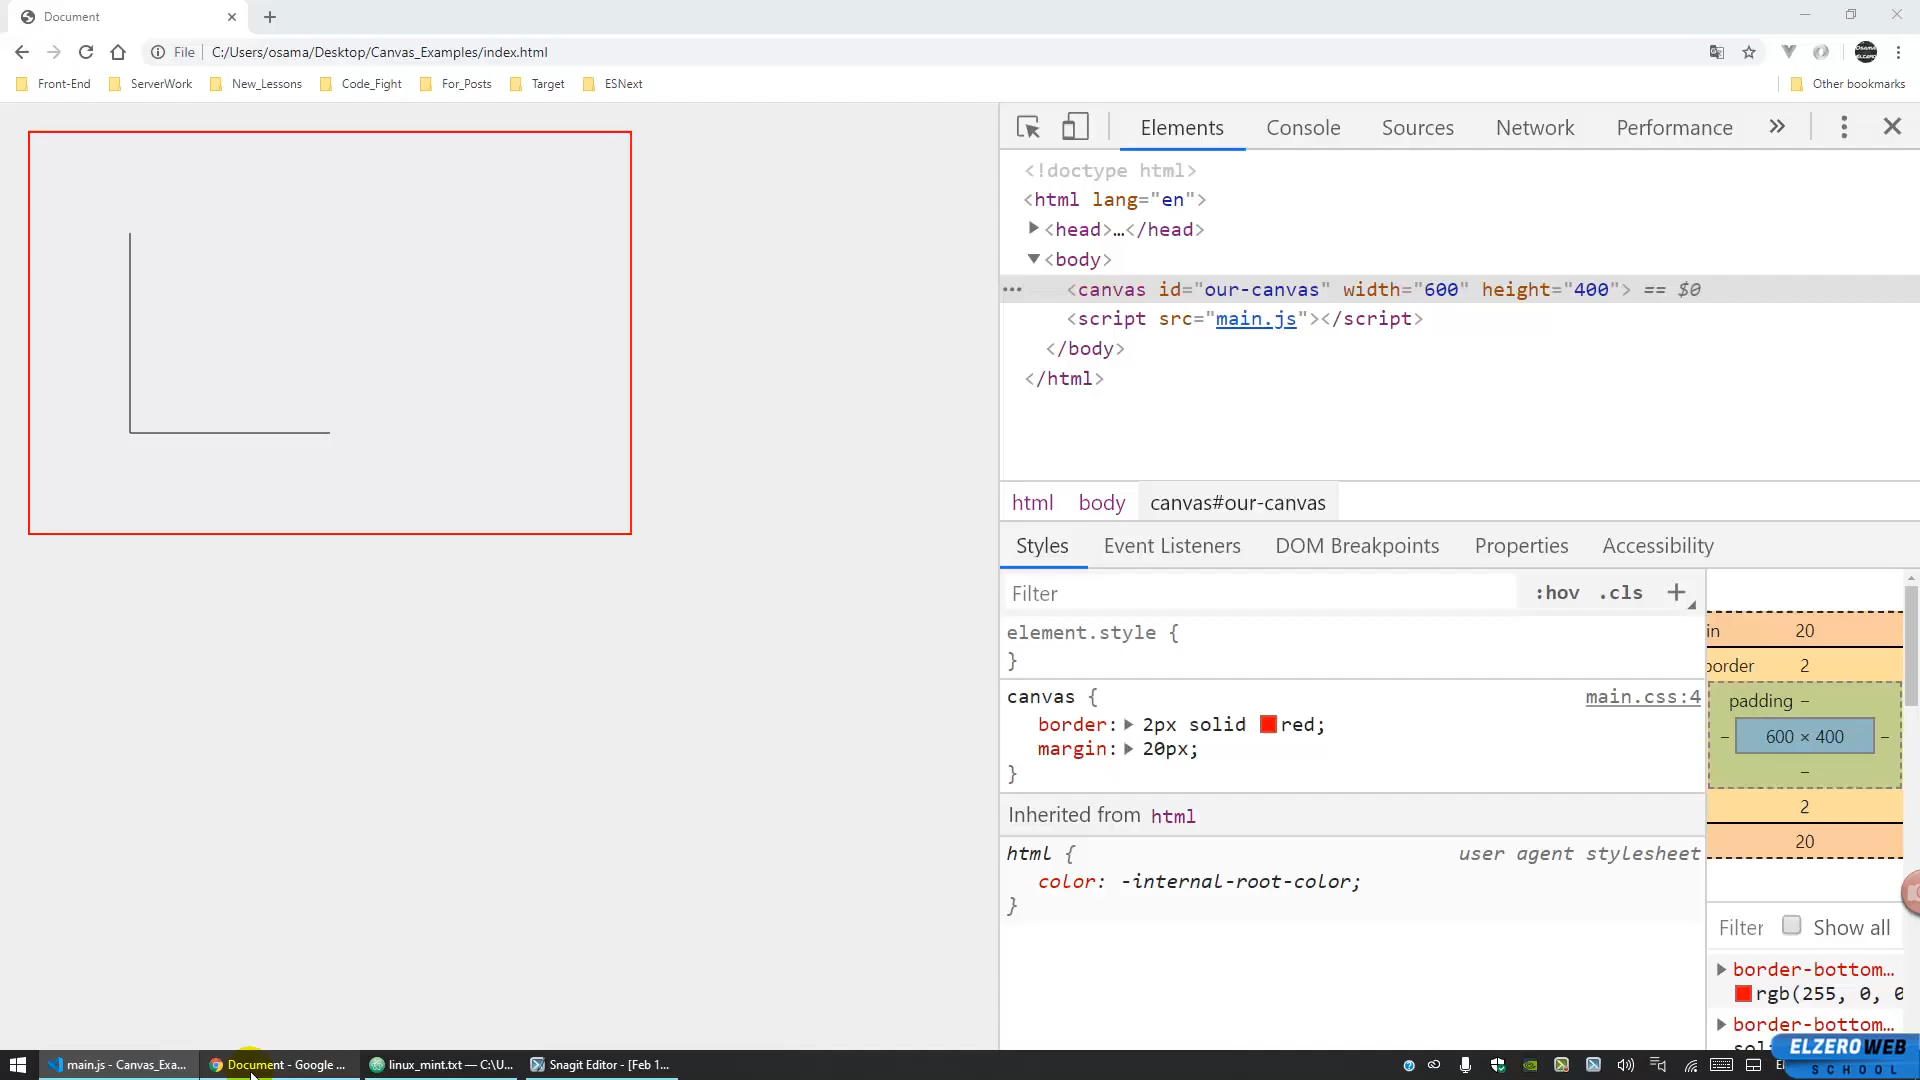 Document
File
C:/Users/osama/Desktop/Canvas_Examples/index.html
Front-End
ServerWork
New_Lessons
Code_Fight
For_Posts
Target
ESNext
Other bookmarks
Elements
Console
Sources
Network
Performance
<!doctype html>
<html lang="en">
<head>…</head>
<body>
<canvas id="our-canvas" width="600" height="400"> == $0
<script src="main.js"></script>
</body>
</html>
html
body
canvas#our-canvas
Styles
Event Listeners
DOM Breakpoints
Properties
Accessibility
Filter
:hov
.cls
element.style {
}
canvas {
main.css:4
border: 2px solid red;
margin: 20px;
}
Inherited from html
html {
user agent stylesheet
color: -internal-root-color;
}
in
20
border
2
padding
–
–
600 × 400
–
–
2
20
Filter
Show all
border-bottom…
rgb(255, 0, 0
border-bottom…
main.js - Canvas_Exa...
Document - Google ...
linux_mint.txt — C:\U...
Snagit Editor - [Feb 1...
ELZEROWEB
SCHOOL